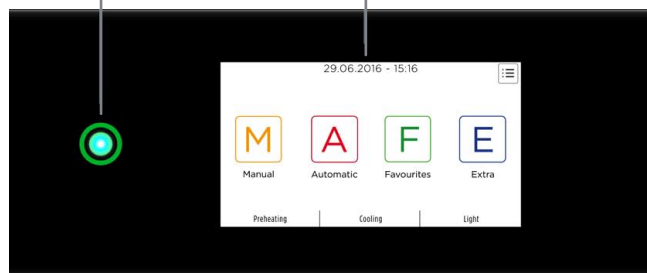 29.06.2016 - 15:16
M A F E
Manual Automatic Favourites Extra
Preheating Cooling Light